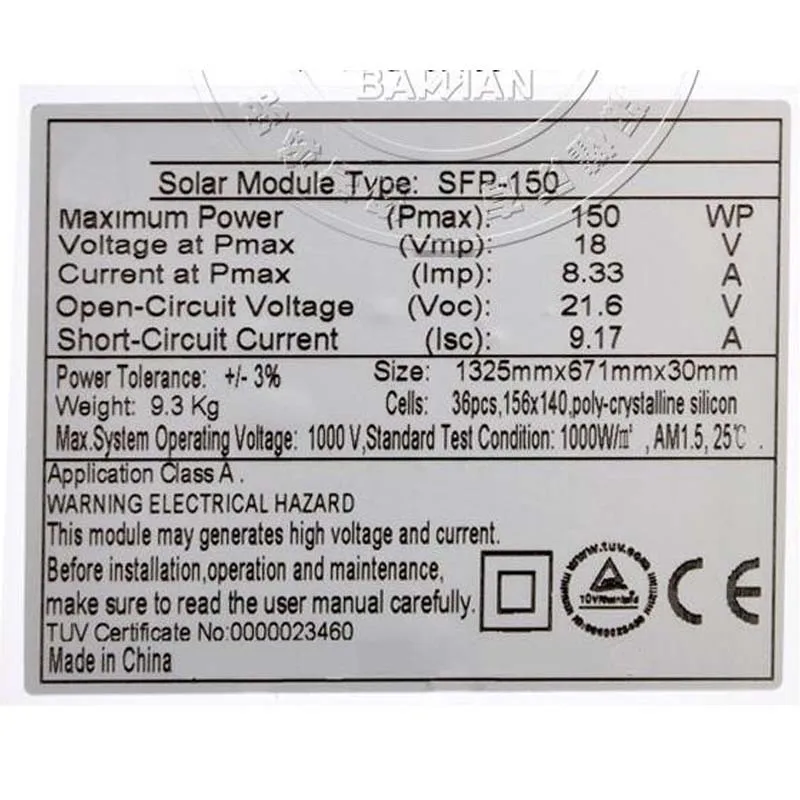 BAMMAN
Solar Module Type: SFP-150
Maximum Power (Pmax): 150 WP
Voltage at Pmax (Vmp): 18 V
Current at Pmax (Imp): 8.33 A
Open-Circuit Voltage (Voc): 21.6 V
Short-Circuit Current (Isc): 9.17 A
Power Tolerance: +/- 3% Size: 1325mmx671mmx30mm
Weight: 9.3 Kg Cells: 36pcs,156x140,poly-crystalline silicon
Max.System Operating Voltage: 1000 V,Standard Test Condition: 1000W/㎡ , AM1.5, 25℃ .
Application Class A .
WARNING ELECTRICAL HAZARD
This module may generates high voltage and current.
Before installation,operation and maintenance,
make sure to read the user manual carefully.
www.tuv.com
TÜVRheinland
CE
TUV Certificate No:0000023460
Made in China